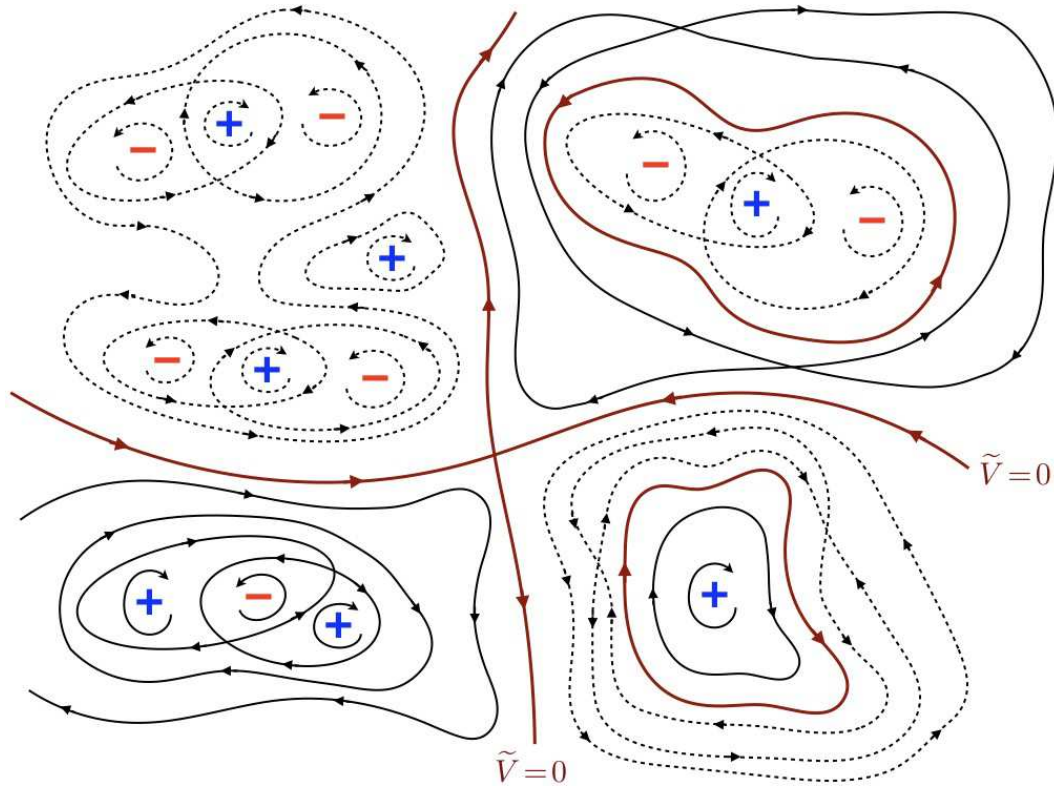 − + −
− + −
+
− + −
Ṽ = 0
+ − +
+
Ṽ = 0